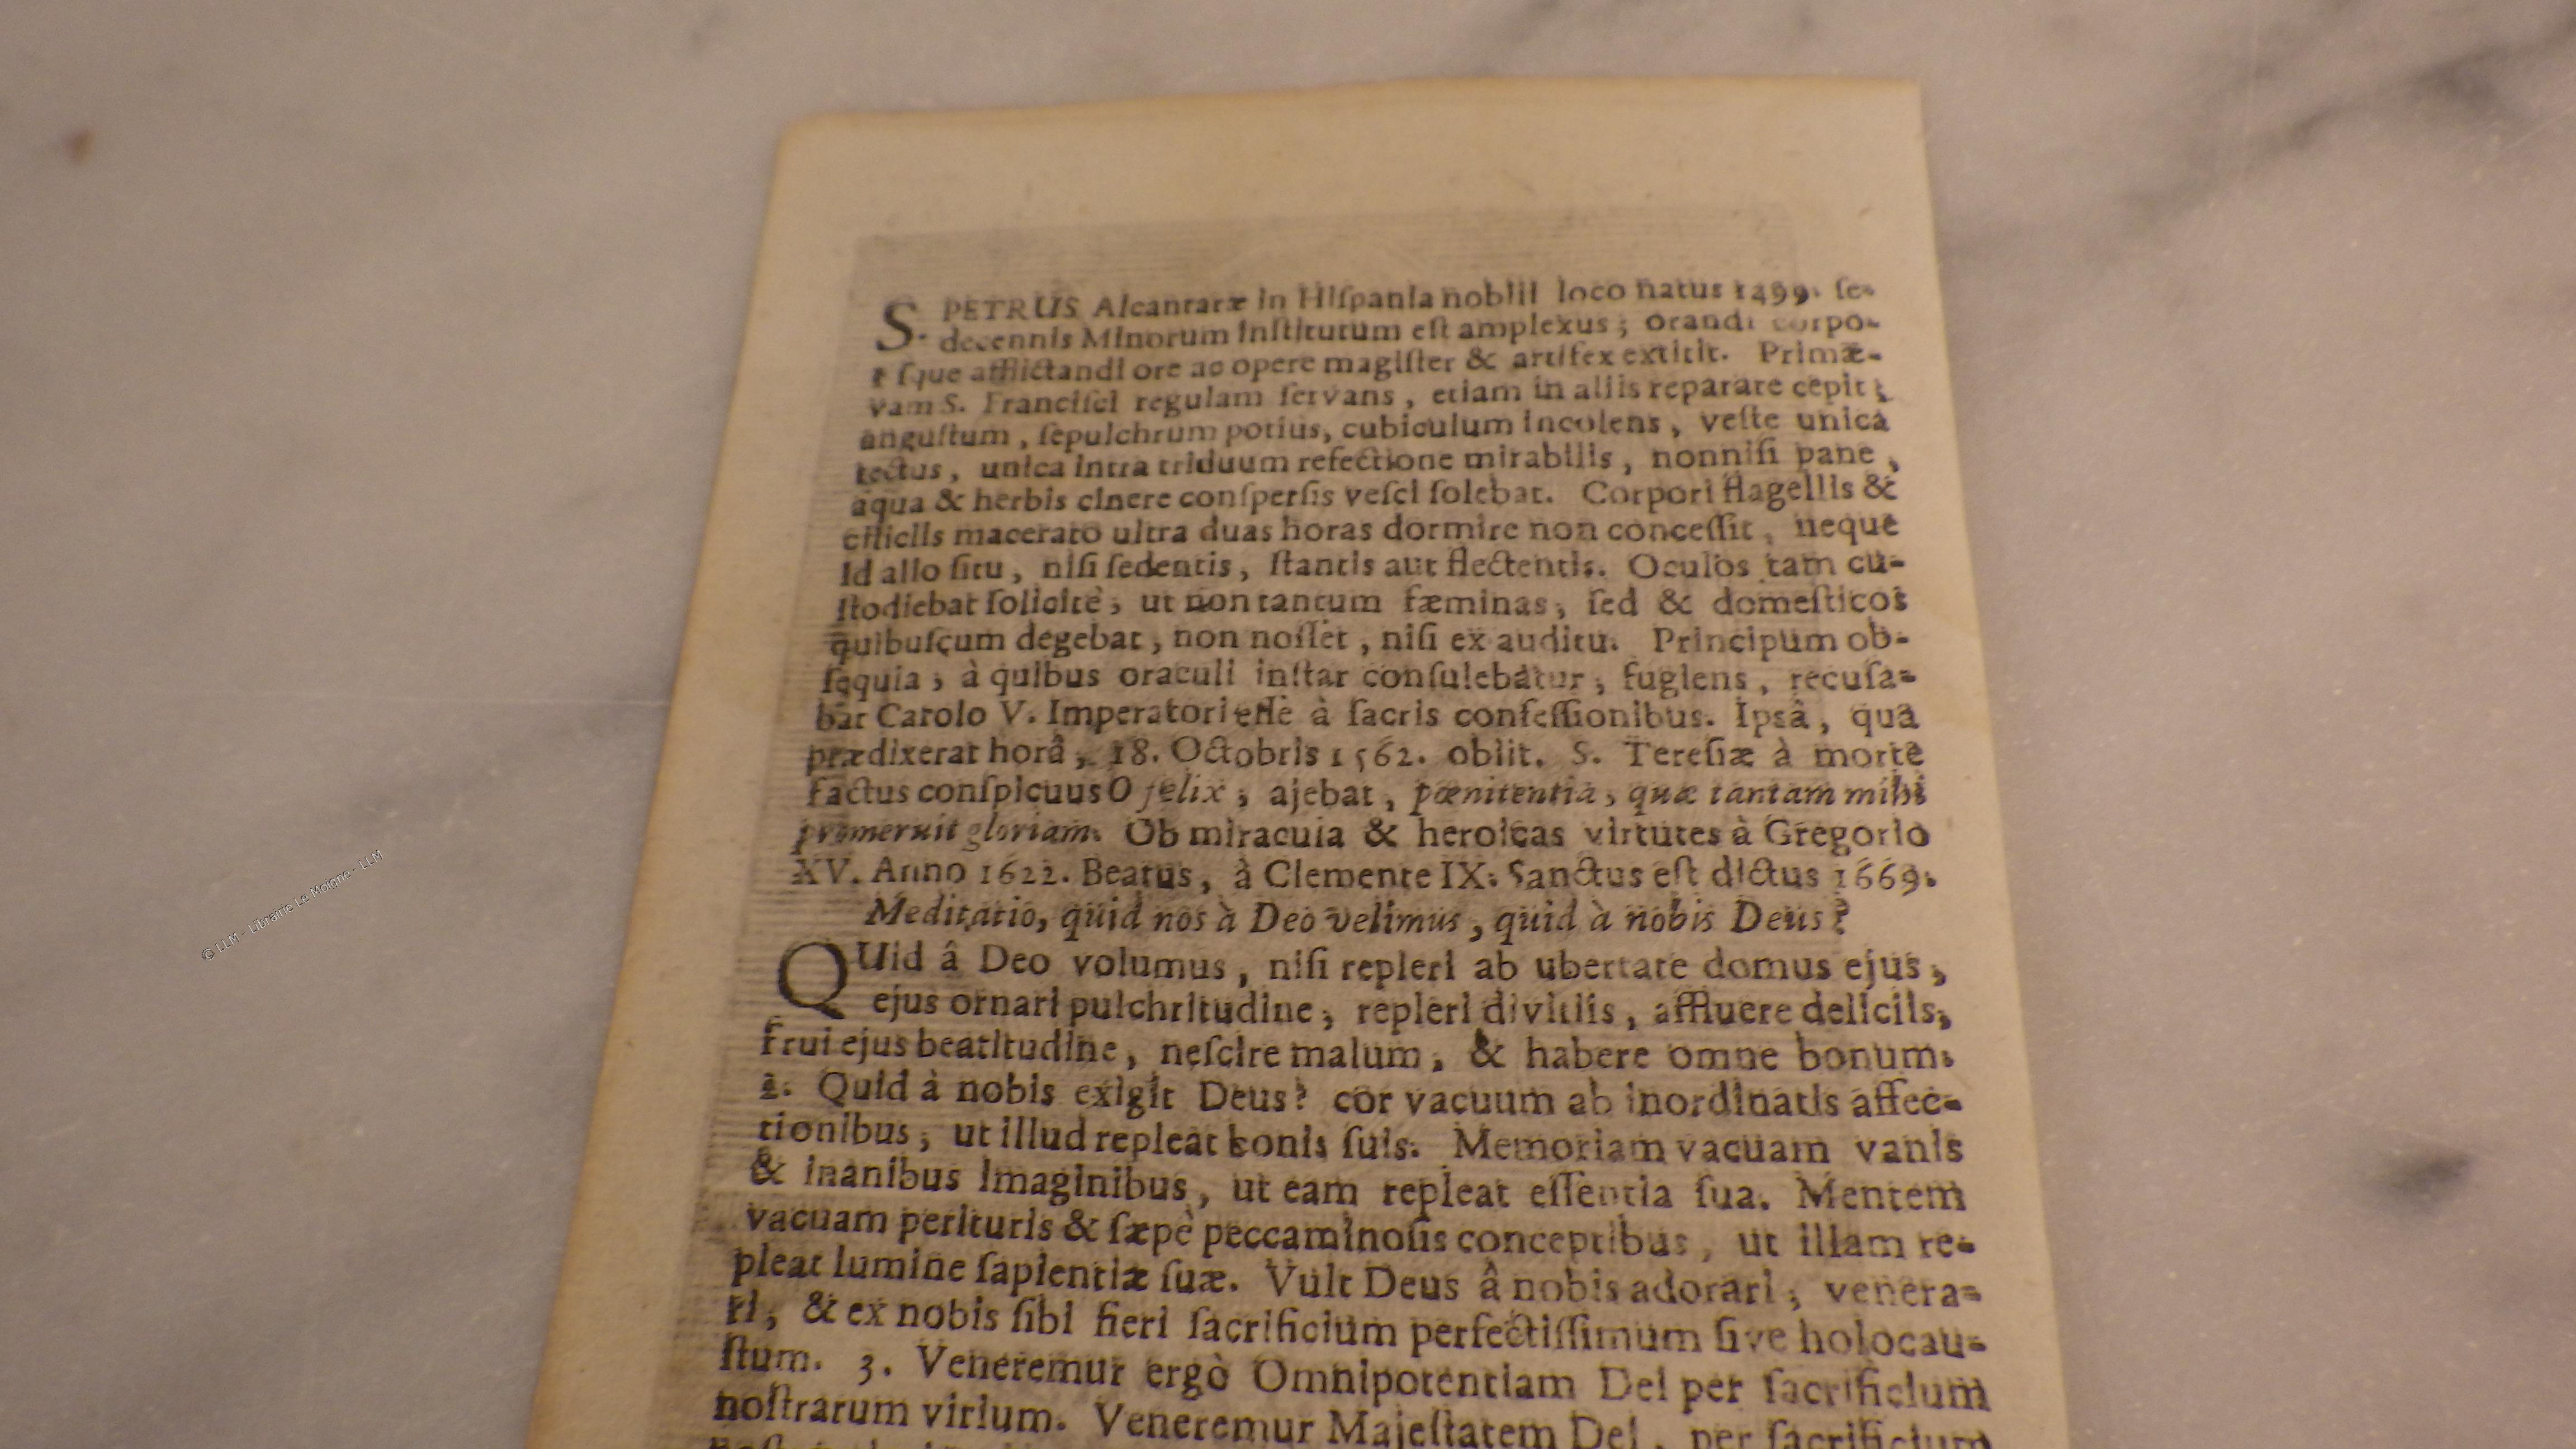 S. PETRUS Alcantaræ in Hiſpania nobili loco natus 1499. ſe-
decennis Minorum inſtitutum eſt amplexus; orandi corpo-
r ſque afflictandi ore ac opere magiſter & artifex extitit. Primæ-
vam S. Franciſci regulam ſervans, etiam in aliis reparare cepit;
anguſtum, ſepulchrum potius, cubiculum incolens, veſte unica
tectus, unica intra triduum refectione mirabilis, nonniſi pane,
aqua & herbis cinere conſperſis veſci ſolebat. Corpori flagellis &
ciliciis macerato ultra duas horas dormire non conceſſit, neque
id alio ſitu, niſi ſedentis, ſtantis aut flectentis. Oculos tam cu-
ſtodiebat ſolicitè, ut non tantum fæminas, ſed & domeſticos
quibuſcum degebat, non noſſet, niſi ex auditu. Principum ob-
ſequia, à quibus oraculi inſtar conſulebatur, fugiens, recuſa-
bat Carolo V. Imperatori eſſe à ſacris confeſſionibus. Ipsâ, quâ
prædixerat horâ, 18. Octobris 1562. obiit. S. Tereſiæ à morte
factus conſpicuus O felix, ajebat, pœnitentia, quæ tantam mihi
promeruit gloriam. Ob miracula & heroicas virtutes à Gregorio
XV. Anno 1622. Beatus, à Clemente IX. Sanctus eſt dictus 1669.
Meditatio, quid nos à Deo velimus, quid à nobis Deus?
QUid â Deo volumus, niſi repleri ab ubertate domus ejus,
ejus ornari pulchritudine, repleri divitiis, affluere deliciis,
frui ejus beatitudine, neſcire malum, & habere omne bonum.
2. Quid à nobis exigit Deus? cor vacuum ab inordinatis affec-
tionibus, ut illud repleat bonis ſuis. Memoriam vacuam vanis
& inanibus imaginibus, ut eam repleat eſſentia ſua. Mentem
vacuam perituris & ſæpè peccaminoſis conceptibus, ut illam re-
pleat lumine ſapientiæ ſuæ. Vult Deus â nobis adorari, venera-
ri, & ex nobis ſibi fieri ſacrificium perfectiſſimum ſive holocau-
ſtum. 3. Veneremur ergò Omnipotentiam Dei per ſacrificium
noſtrarum virium. Veneremur Majeſtatem Dei, per ſacrificium
© LLM - Librairie Le Moigne - LLM